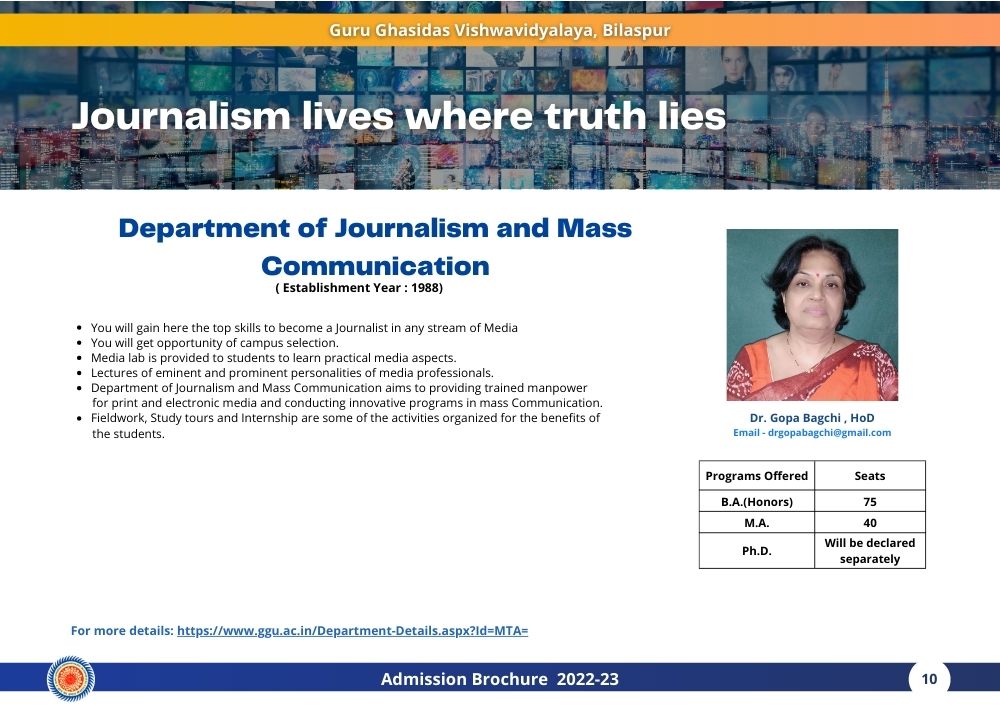 Guru Ghasidas Vishwavidyalaya, Bilaspur
Journalism lives where truth lies
Department of Journalism and Mass
Communication
( Establishment Year : 1988)
• You will gain here the top skills to become a Journalist in any stream of Media
• You will get opportunity of campus selection.
• Media lab is provided to students to learn practical media aspects.
• Lectures of eminent and prominent personalities of media professionals.
• Department of Journalism and Mass Communication aims to providing trained manpower
for print and electronic media and conducting innovative programs in mass Communication.
• Fieldwork, Study tours and Internship are some of the activities organized for the benefits of
the students.
Dr. Gopa Bagchi , HoD
Email - drgopabagchi@gmail.com
Programs Offered Seats
B.A.(Honors) 75
M.A. 40
Ph.D. Will be declared
separately
For more details: https://www.ggu.ac.in/Department-Details.aspx?Id=MTA=
Admission Brochure 2022-23
10